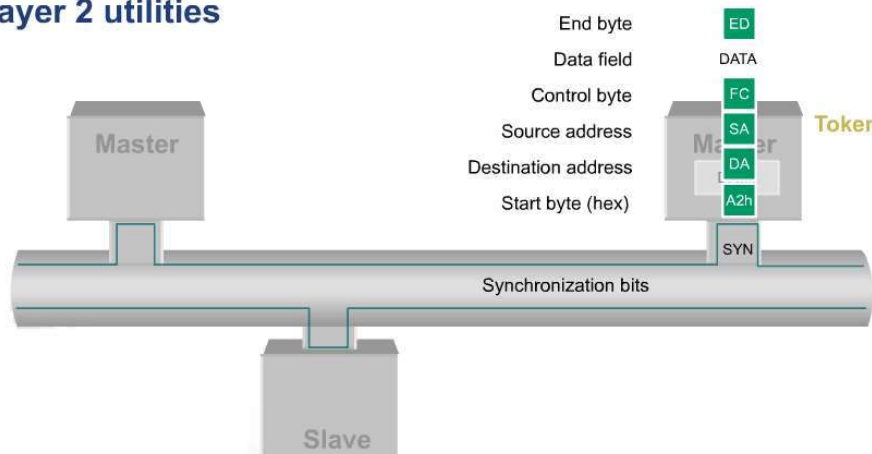 ayer 2 utilities
End byte ED
Data field DATA
Control byte FC
Source address SA
Destination address DA
Start byte (hex) A2h
Master
Toker
SYN
Synchronization bits
Slave